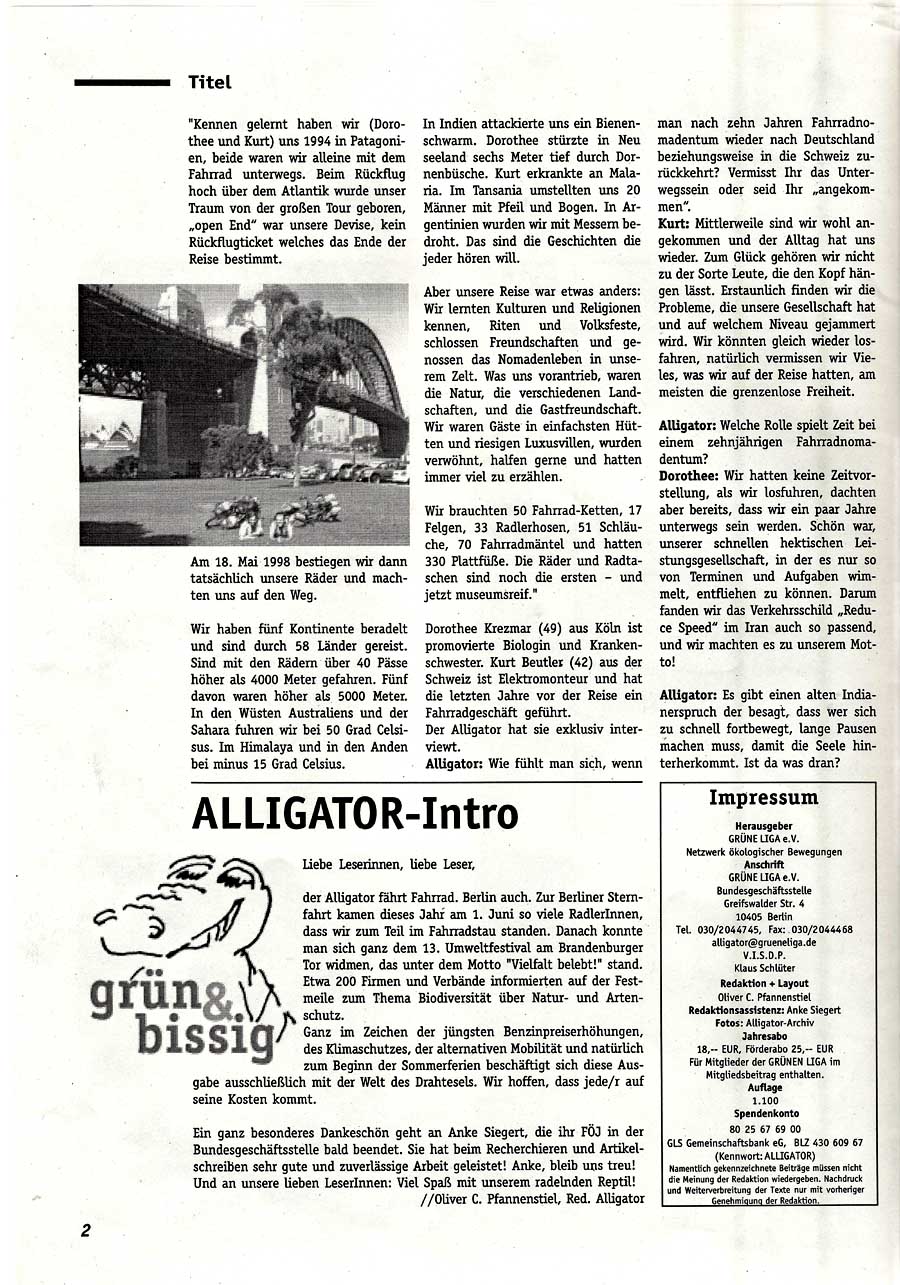 Titel
"Kennen gelernt haben wir (Doro-
thee und Kurt) uns 1994 in Patagoni-
en, beide waren wir alleine mit dem
Fahrrad unterwegs. Beim Rückflug
hoch über dem Atlantik wurde unser
Traum von der großen Tour geboren,
„open End“ war unsere Devise, kein
Rückflugticket welches das Ende der
Reise bestimmt.
Am 18. Mai 1998 bestiegen wir dann
tatsächlich unsere Räder und mach-
ten uns auf den Weg.
Wir haben fünf Kontinente beradelt
und sind durch 58 Länder gereist.
Sind mit den Rädern über 40 Pässe
höher als 4000 Meter gefahren. Fünf
davon waren höher als 5000 Meter.
In den Wüsten Australiens und der
Sahara fuhren wir bei 50 Grad Celsi-
sus. Im Himalaya und in den Anden
bei minus 15 Grad Celsius.
In Indien attackierte uns ein Bienen-
schwarm. Dorothee stürzte in Neu
seeland sechs Meter tief durch Dor-
nenbüsche. Kurt erkrankte an Mala-
ria. Im Tansania umstellten uns 20
Männer mit Pfeil und Bogen. In Ar-
gentinien wurden wir mit Messern be-
droht. Das sind die Geschichten die
jeder hören will.
Aber unsere Reise war etwas anders:
Wir lernten Kulturen und Religionen
kennen, Riten und Volksfeste,
schlossen Freundschaften und ge-
nossen das Nomadenleben in unse-
rem Zelt. Was uns vorantrieb, waren
die Natur, die verschiedenen Land-
schaften, und die Gastfreundschaft.
Wir waren Gäste in einfachsten Hüt-
ten und riesigen Luxusvillen, wurden
verwöhnt, halfen gerne und hatten
immer viel zu erzählen.
Wir brauchten 50 Fahrrad-Ketten, 17
Felgen, 33 Radlerhosen, 51 Schläu-
che, 70 Fahrradmäntel und hatten
330 Plattfüße. Die Räder und Radta-
schen sind noch die ersten – und
jetzt museumsreif."
Dorothee Krezmar (49) aus Köln ist
promovierte Biologin und Kranken-
schwester. Kurt Beutler (42) aus der
Schweiz ist Elektromonteur und hat
die letzten Jahre vor der Reise ein
Fahrradgeschäft geführt.
Der Alligator hat sie exklusiv inter-
viewt.
Alligator: Wie fühlt man sich, wenn
man nach zehn Jahren Fahrradno-
madentum wieder nach Deutschland
beziehungsweise in die Schweiz zu-
rückkehrt? Vermisst Ihr das Unter-
wegssein oder seid Ihr „angekom-
men“.
Kurt: Mittlerweile sind wir wohl an-
gekommen und der Alltag hat uns
wieder. Zum Glück gehören wir nicht
zu der Sorte Leute, die den Kopf hän-
gen lässt. Erstaunlich finden wir die
Probleme, die unsere Gesellschaft hat
und auf welchem Niveau gejammert
wird. Wir könnten gleich wieder los-
fahren, natürlich vermissen wir Vie-
les, was wir auf der Reise hatten, am
meisten die grenzenlose Freiheit.
Alligator: Welche Rolle spielt Zeit bei
einem zehnjährigen Fahrradnoma-
dentum?
Dorothee: Wir hatten keine Zeitvor-
stellung, als wir losfuhren, dachten
aber bereits, dass wir ein paar Jahre
unterwegs sein werden. Schön war,
unserer schnellen hektischen Lei-
stungsgesellschaft, in der es nur so
von Terminen und Aufgaben wim-
melt, entfliehen zu können. Darum
fanden wir das Verkehrsschild „Redu-
ce Speed“ im Iran auch so passend,
und wir machten es zu unserem Mot-
to!
Alligator: Es gibt einen alten India-
nerspruch der besagt, dass wer sich
zu schnell fortbewegt, lange Pausen
machen muss, damit die Seele hin-
terherkommt. Ist da was dran?
ALLIGATOR-Intro
grün&
bissig
Liebe Leserinnen, liebe Leser,
der Alligator fährt Fahrrad. Berlin auch. Zur Berliner Stern-
fahrt kamen dieses Jahr am 1. Juni so viele RadlerInnen,
dass wir zum Teil im Fahrradstau standen. Danach konnte
man sich ganz dem 13. Umweltfestival am Brandenburger
Tor widmen, das unter dem Motto "Vielfalt belebt!" stand.
Etwa 200 Firmen und Verbände informierten auf der Fest-
meile zum Thema Biodiversität über Natur- und Arten-
schutz.
Ganz im Zeichen der jüngsten Benzinpreiserhöhungen,
des Klimaschutzes, der alternativen Mobilität und natürlich
zum Beginn der Sommerferien beschäftigt sich diese Aus-
gabe ausschließlich mit der Welt des Drahtesels. Wir hoffen, dass jede/r auf
seine Kosten kommt.
Ein ganz besonderes Dankeschön geht an Anke Siegert, die ihr FÖJ in der
Bundesgeschäftsstelle bald beendet. Sie hat beim Recherchieren und Artikel-
schreiben sehr gute und zuverlässige Arbeit geleistet! Anke, bleib uns treu!
Und an unsere lieben LeserInnen: Viel Spaß mit unserem radelnden Reptil!
//Oliver C. Pfannenstiel, Red. Alligator
Impressum
Herausgeber
GRÜNE LIGA e.V.
Netzwerk ökologischer Bewegungen
Anschrift
GRÜNE LIGA e.V.
Bundesgeschäftsstelle
Greifswalder Str. 4
10405 Berlin
Tel. 030/2044745, Fax: 030/2044468
alligator@grueneliga.de
V.I.S.D.P.
Klaus Schlüter
Redaktion + Layout
Oliver C. Pfannenstiel
Redaktionsassistenz: Anke Siegert
Fotos: Alligator-Archiv
Jahresabo
18,-- EUR, Förderabo 25,-- EUR
Für Mitglieder der GRÜNEN LIGA im
Mitgliedsbeitrag enthalten.
Auflage
1.100
Spendenkonto
80 25 67 69 00
GLS Gemeinschaftsbank eG, BLZ 430 609 67
(Kennwort: ALLIGATOR)
Namentlich gekennzeichnete Beiträge müssen nicht
die Meinung der Redaktion wiedergeben. Nachdruck
und Weiterverbreitung der Texte nur mit vorheriger
Genehmigung der Redaktion.
2